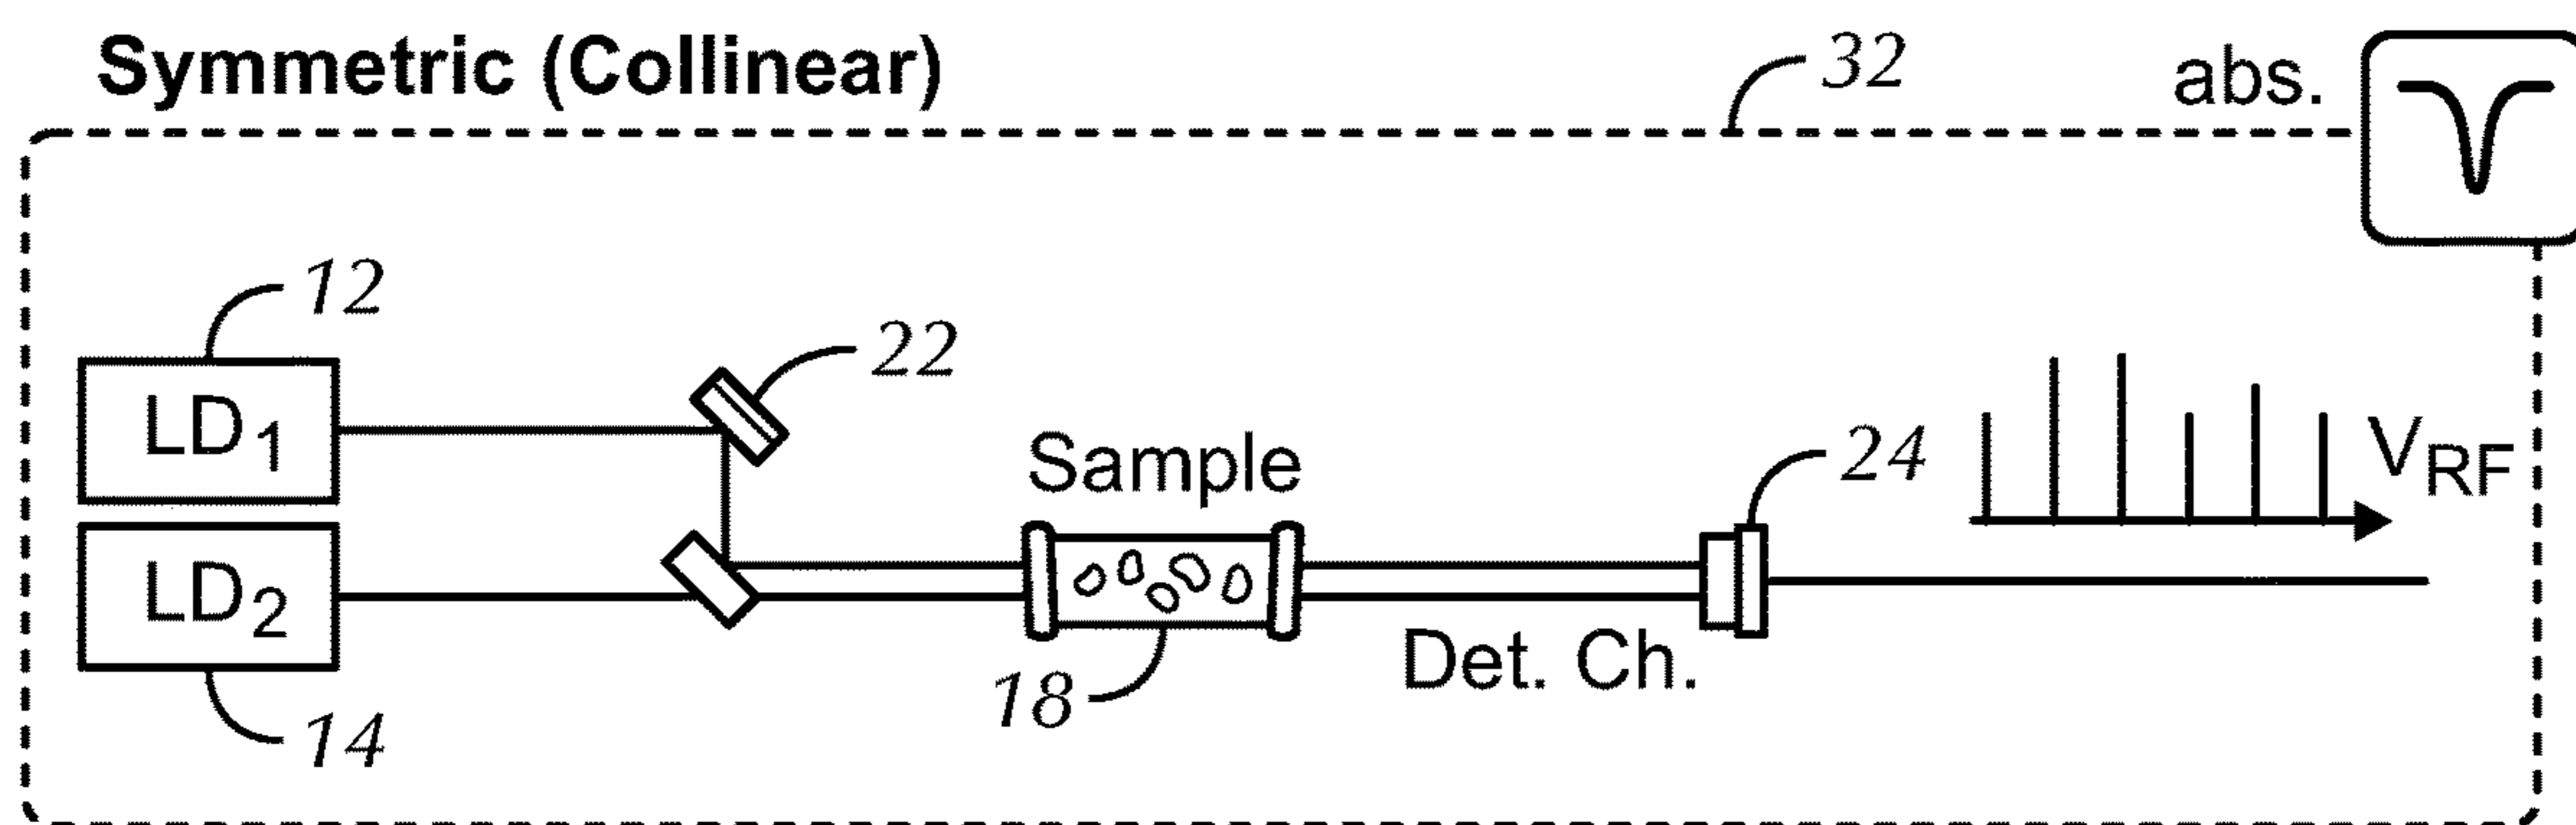 Symmetric (Collinear)
32
abs.
12
22
LD1
Sample
24
VRF
LD2
Det. Ch.
18
14